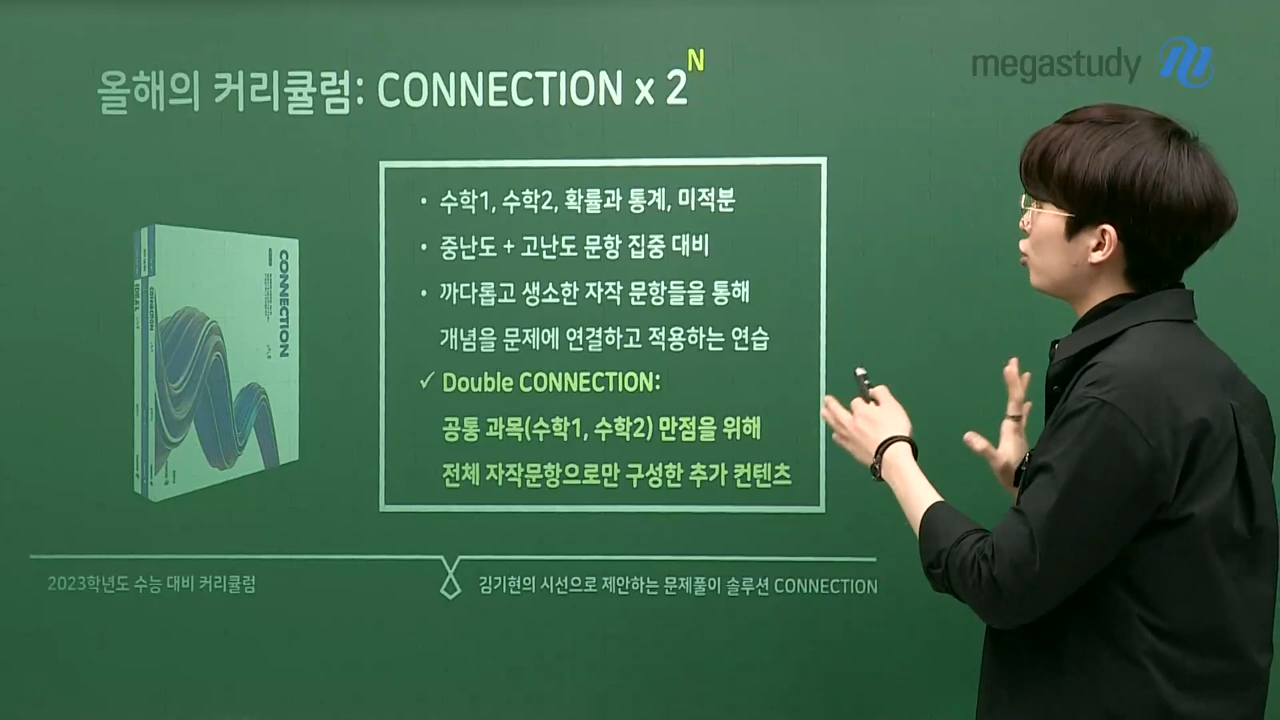 megastudy
올해의 커리큘럼: CONNECTION x 2^N
• 수학1, 수학2, 확률과 통계, 미적분
• 중난도 + 고난도 문항 집중 대비
• 까다롭고 생소한 자작 문항들을 통해
개념을 문제에 연결하고 적용하는 연습
✓ Double CONNECTION:
공통 과목(수학1, 수학2) 만점을 위해
전체 자작문항으로만 구성한 추가 컨텐츠
CONNECTION
CONNECTION
2023학년도 수능 대비 커리큘럼
김기현의 시선으로 제안하는 문제풀이 솔루션 CONNECTION